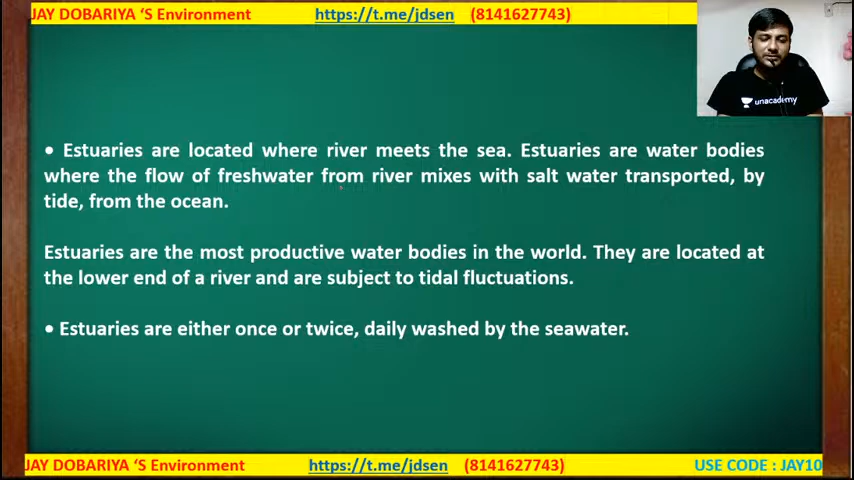 JAY DOBARIYA ‘S Environment https://t.me/jdsen (8141627743)
unacademy
• Estuaries are located where river meets the sea. Estuaries are water bodies
where the flow of freshwater from river mixes with salt water transported, by
tide, from the ocean.
Estuaries are the most productive water bodies in the world. They are located at
the lower end of a river and are subject to tidal fluctuations.
• Estuaries are either once or twice, daily washed by the seawater.
JAY DOBARIYA ‘S Environment https://t.me/jdsen (8141627743) USE CODE : JAY10